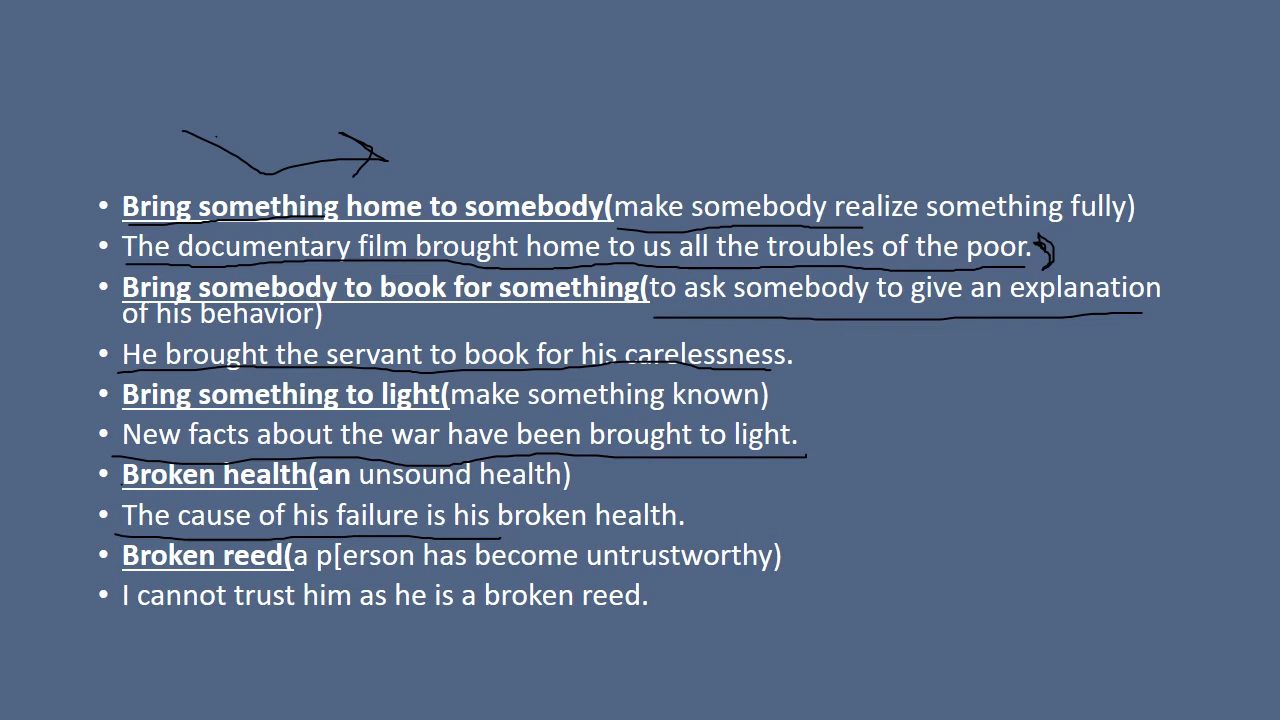 • Bring something home to somebody(make somebody realize something fully)
• The documentary film brought home to us all the troubles of the poor.
• Bring somebody to book for something(to ask somebody to give an explanation
of his behavior)
• He brought the servant to book for his carelessness.
• Bring something to light(make something known)
• New facts about the war have been brought to light.
• Broken health(an unsound health)
• The cause of his failure is his broken health.
• Broken reed(a p[erson has become untrustworthy)
• I cannot trust him as he is a broken reed.